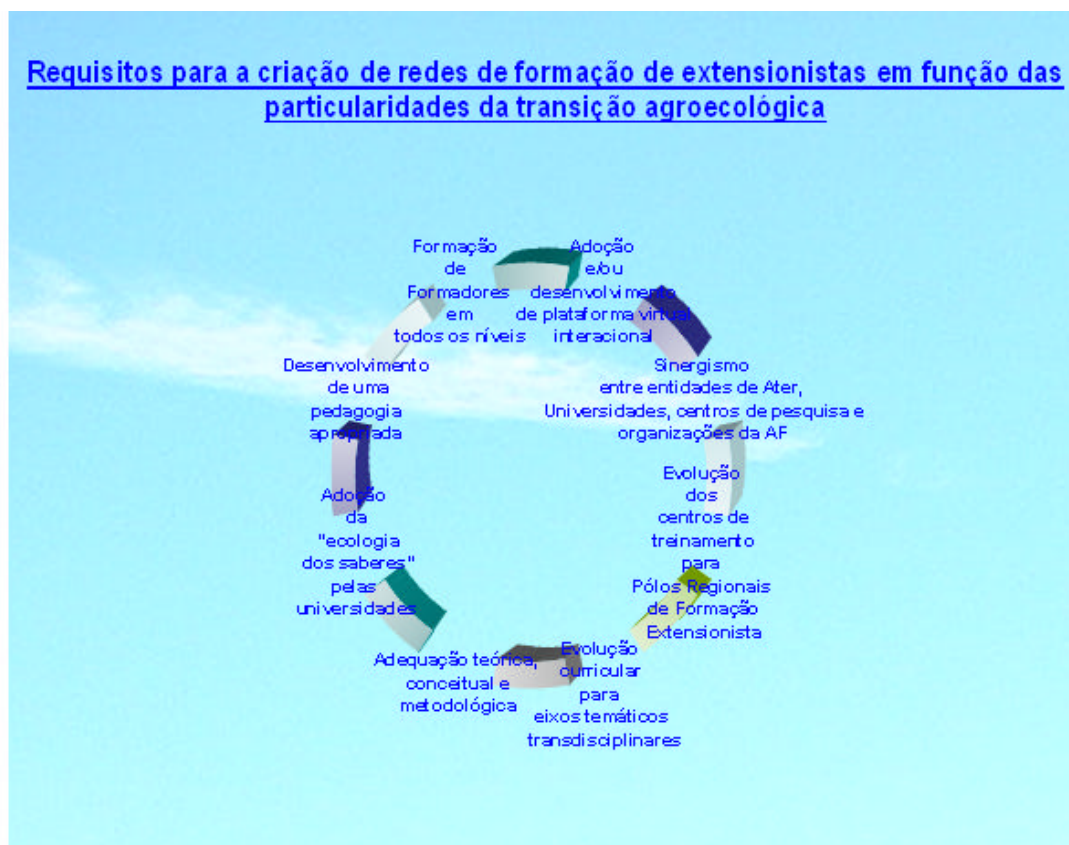 Requisitos para a criação de redes de formação de extensionistas em função das
particularidades da transição agroecológica
Formação
de
Formadores
em
todos os níveis
Adoção
e/ou
desenvolvimento
de plataforma virtual
interacional
Sinergismo
entre entidades de Ater,
Universidades, centros de pesquisa e
organizações da AF
Evolução
dos
centros de
treinamento
para
Pólos Regionais
de Formação
Extensionista
Evolução
curricular
para
eixos temáticos
transdisciplinares
Adequação teórica,
conceitual e
metodológica
Adoção
da
"ecologia
dos saberes"
pelas
universidades
Desenvolvimento
de uma
pedagogia
apropriada